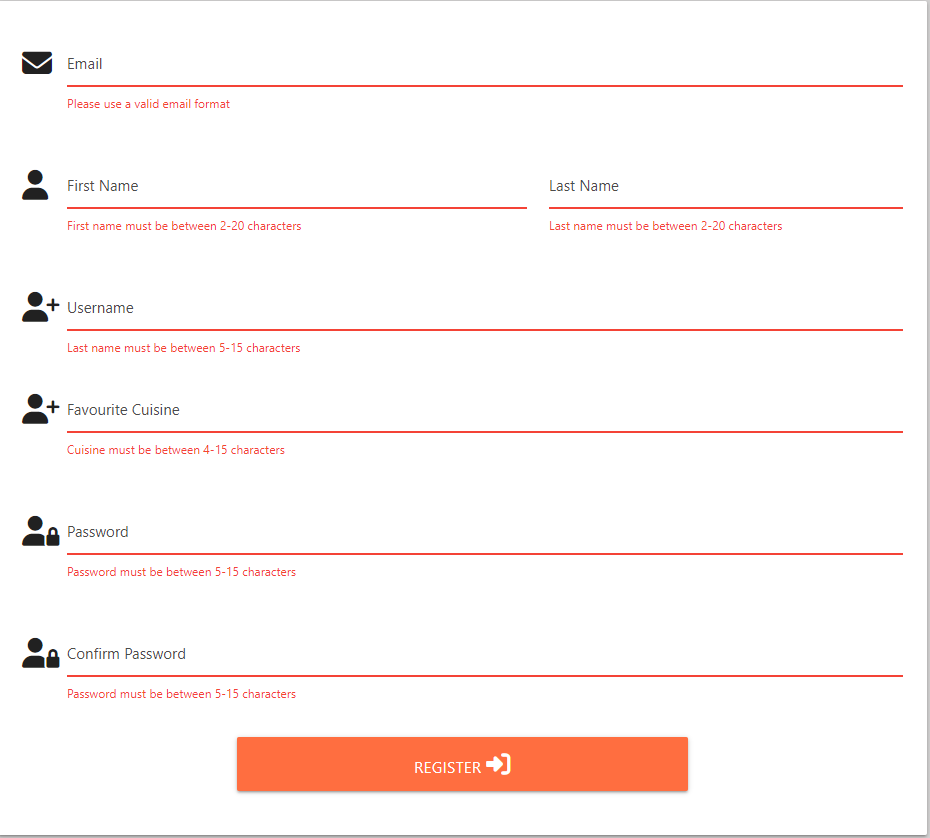 Email
Please use a valid email format
First Name
Last Name
First name must be between 2-20 characters
Last name must be between 2-20 characters
Username
Last name must be between 5-15 characters
Favourite Cuisine
Cuisine must be between 4-15 characters
Password
Password must be between 5-15 characters
Confirm Password
Password must be between 5-15 characters
REGISTER